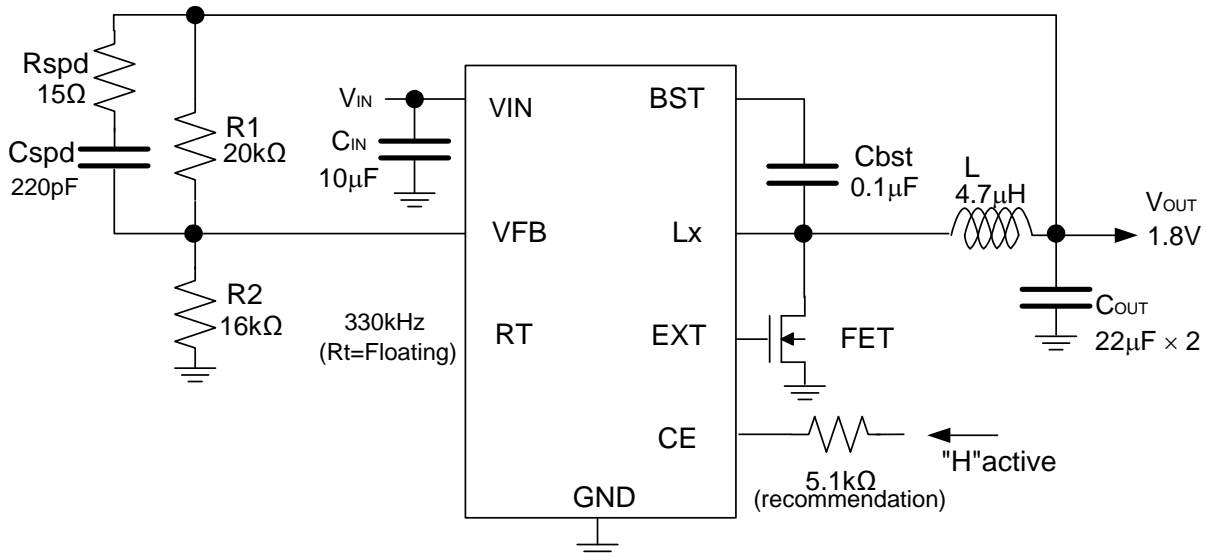 Rspd
15Ω
Cspd
220pF
R1
20kΩ
R2
16kΩ
VIN
CIN
10μF
VIN
VFB
RT
330kHz
(Rt=Floating)
BST
Lx
EXT
CE
GND
Cbst
0.1μF
L
4.7μH
VOUT
1.8V
COUT
22μF × 2
FET
5.1kΩ
(recommendation)
"H"active